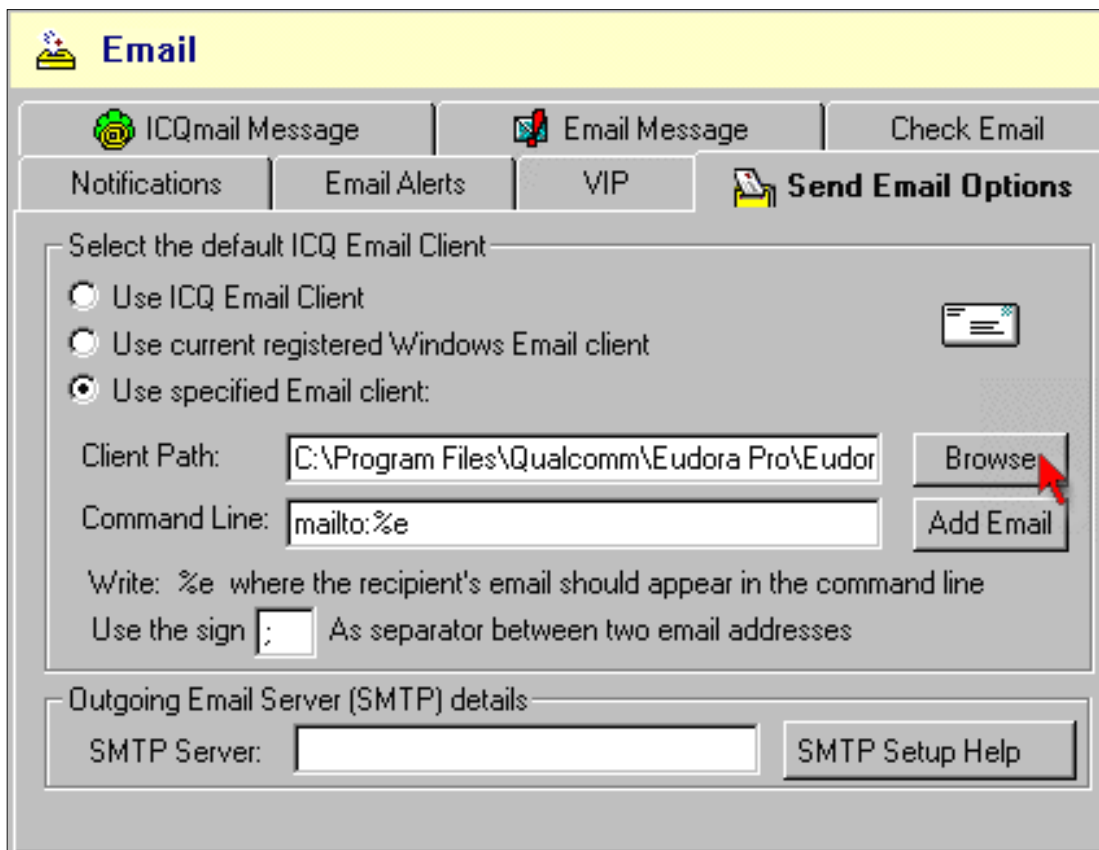 Email
ICQmail Message Email Message Check Email
Notifications Email Alerts VIP Send Email Options
Select the default ICQ Email Client
Use ICQ Email Client
Use current registered Windows Email client
Use specified Email client:
Client Path: C:\Program Files\Qualcomm\Eudora Pro\Eudor Browse
Command Line: mailto:%e Add Email
Write: %e where the recipient's email should appear in the command line
Use the sign ; As separator between two email addresses
Outgoing Email Server (SMTP) details
SMTP Server: SMTP Setup Help